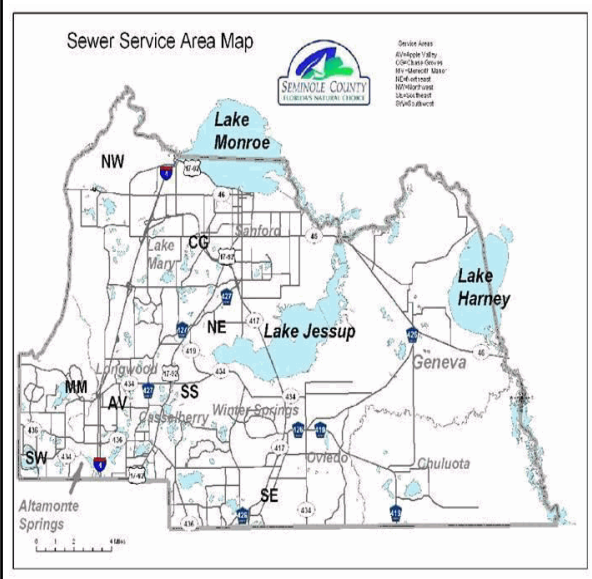 Sewer Service Area Map
SEMINOLE COUNTY
FLORIDA'S NATURAL CHOICE
Service Areas
AV=Apple Valley
CG=Chase Groves
NE=Northeast
NW=Northwest
SE=Southeast
SW=Southwest
Lake
Monroe
NW
4
17-92
46
Sanford
46
CG
Lake
Mary
17-92
Lake
Harney
427
NE
417
Lake Jessup
427
419
426
46
Geneva
Longwood
17-92
434
434
MM
AV
427
SS
434
Casselberry
Winter Springs
436
436
426
419
417
Oviedo
SW
434
4
17-92
Chuluota
SE
Altamonte
Springs
436
426
434
419
0
1
2
4 Miles